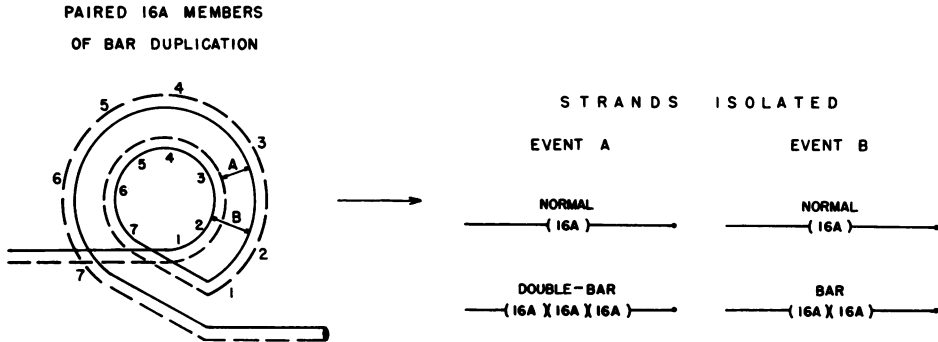 PAIRED 16A MEMBERS
OF BAR DUPLICATION
STRANDS ISOLATED
EVENT A
EVENT B
4
5
3
6
2
7
1
4
5
3
6
2
7
1
A
B
NORMAL
(16A)
NORMAL
(16A)
DOUBLE-BAR
(16A)(16A)(16A)
BAR
(16A)(16A)